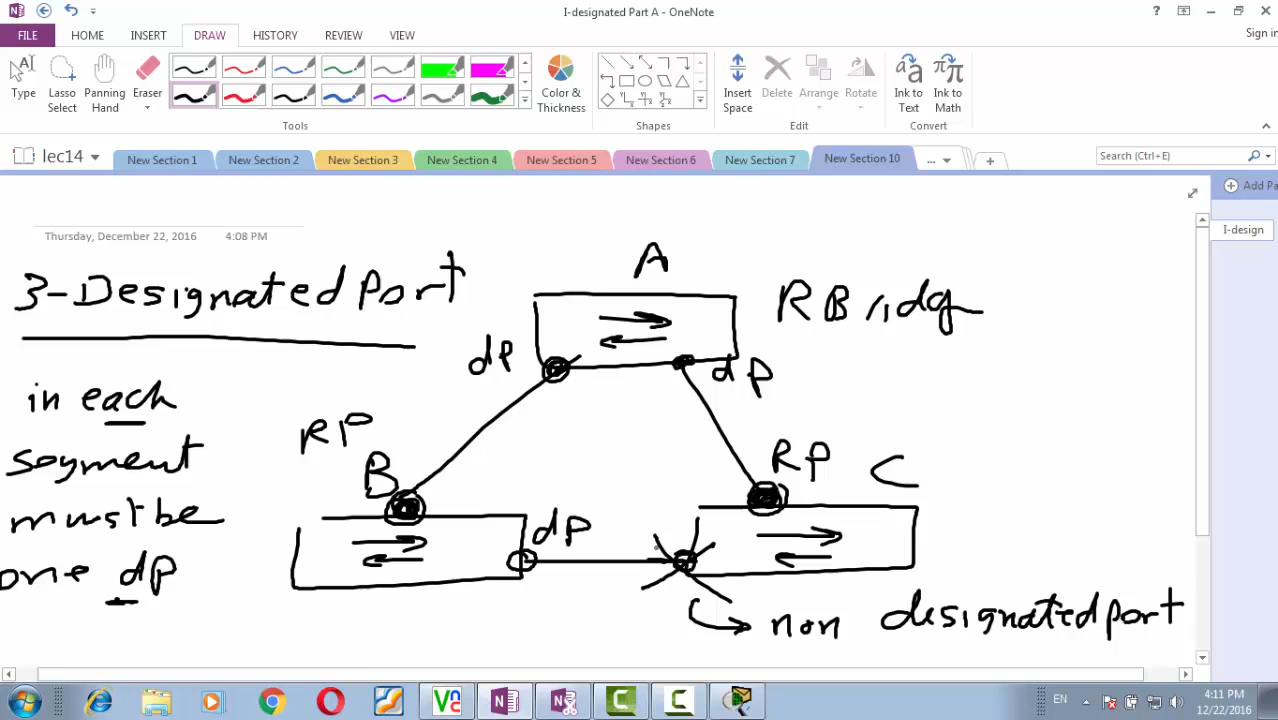 I-designated Part A - OneNote
?
FILE
HOME
INSERT
DRAW
HISTORY
REVIEW
VIEW
Sign in
Type
Lasso Select
Panning Hand
Eraser
Color & Thickness
Insert Space
Delete
Arrange
Rotate
Ink to Text
Ink to Math
Tools
Shapes
Edit
Convert
lec14
New Section 1
New Section 2
New Section 3
New Section 4
New Section 5
New Section 6
New Section 7
New Section 10
...
Search (Ctrl+E)
Add Pa
I-design
Thursday, December 22, 2016 4:08 PM
3-Designated Port
in each
segment
must be
one dp
A
RBridg
dp
dp
RP
B
RP
C
dp
non designated port
EN
4:11 PM
12/22/2016